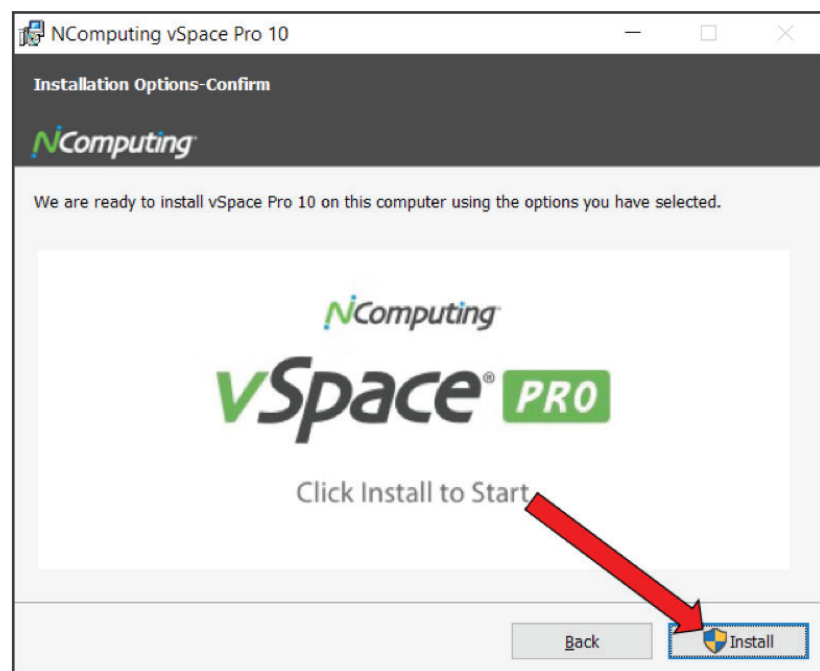 NComputing vSpace Pro 10
Installation Options-Confirm
NComputing
We are ready to install vSpace Pro 10 on this computer using the options you have selected.
NComputing
vSpace® PRO
Click Install to Start
Back
Install